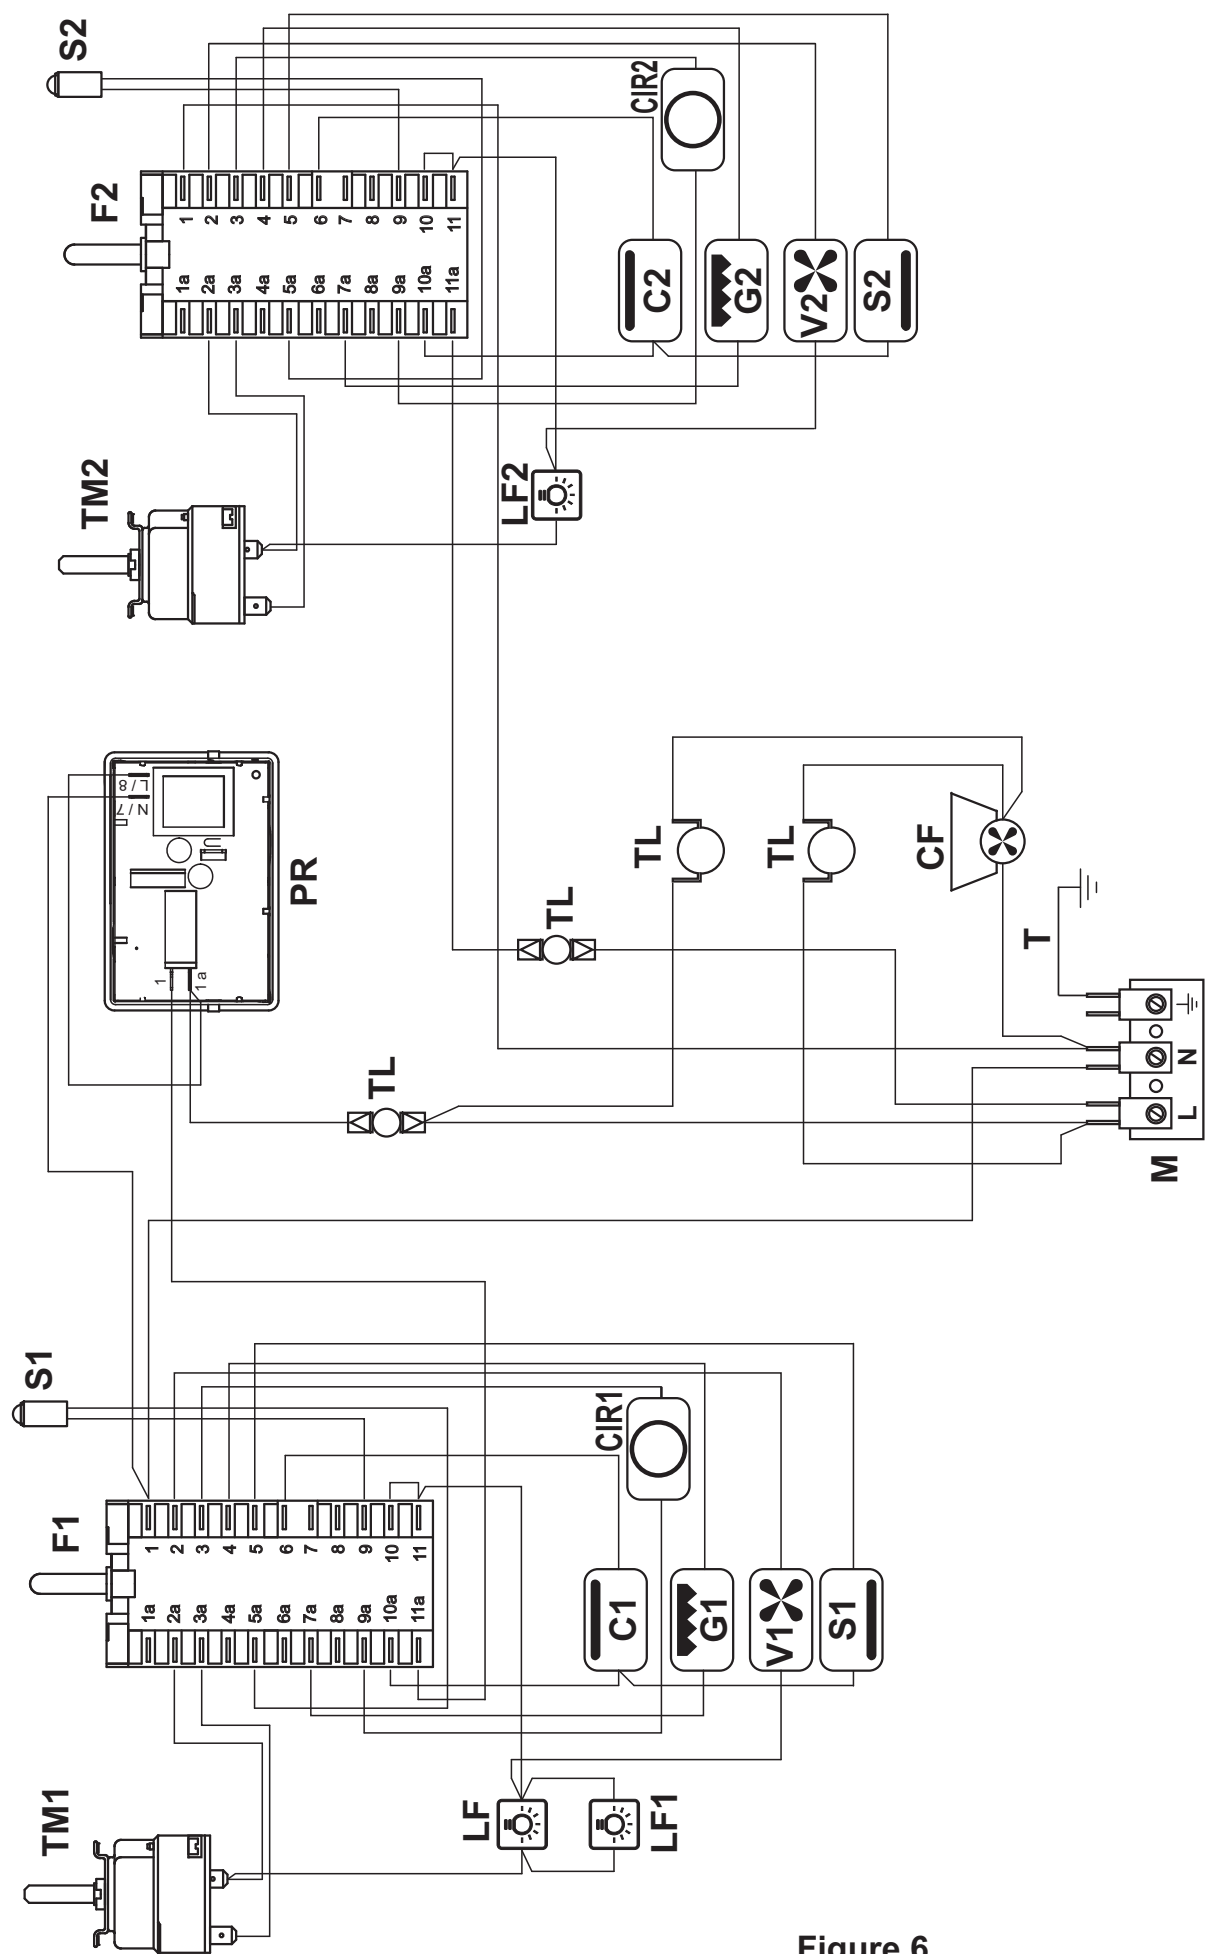 S2
F2
1
2
3
4
5
6
7
8
9
10
11
1a
2a
3a
4a
5a
6a
7a
8a
9a
10a
11a
CIR2
C2
G2
V2
S2
TM2
LF2
L / 8
N / 7
U
1
1 a
PR
TL
TL
TL
TL
CF
T
L
N
M
S1
F1
1
2
3
4
5
6
7
8
9
10
11
1a
2a
3a
4a
5a
6a
7a
8a
9a
10a
11a
CIR1
C1
G1
V1
S1
TM1
LF
LF1
Figure 6